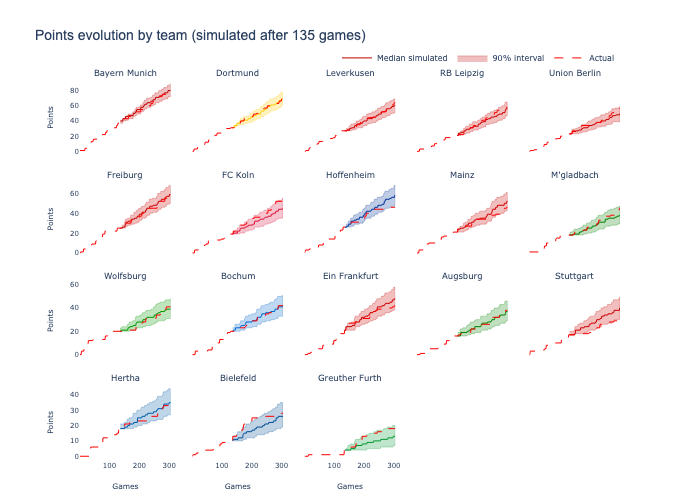 Points evolution by team (simulated after 135 games)
Median simulated 90% interval Actual
Bayern Munich Dortmund Leverkusen RB Leipzig Union Berlin
80
60
40
20
0
Points
Freiburg FC Koln Hoffenheim Mainz M'gladbach
60
40
20
0
Points
Wolfsburg Bochum Ein Frankfurt Augsburg Stuttgart
60
40
20
0
Points
Hertha Bielefeld Greuther Furth
40
30
20
10
0
Points
100 200 300 100 200 300 100 200 300
Games Games Games